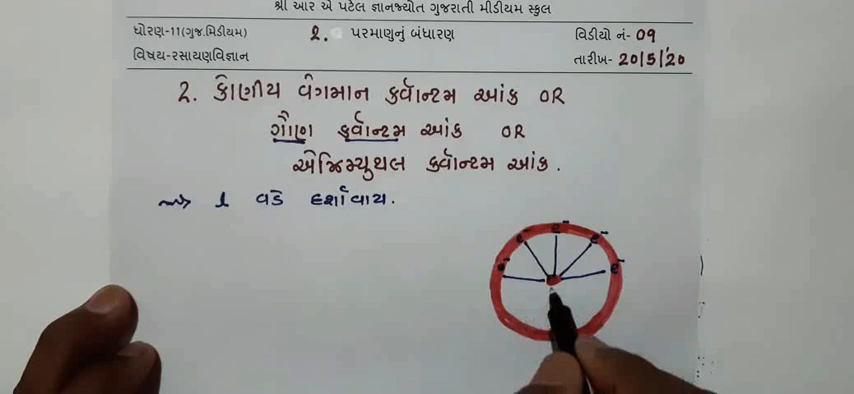 શ્રી આર એ પટેલ જ્ઞાનજ્યોત ગુજરાતી મીડીયમ સ્કુલ
ધોરણ-11(ગુજ.મિડીયમ)
2. પરમાણુનું બંધારણ
વિડીયો નં- 09
વિષય-રસાયણવિજ્ઞાન
તારીખ- 20/5/'20
2. કોણીય વેગમાન ક્વૉન્ટમ આંક OR
ગૌણ ક્વૉન્ટમ આંક OR
એઝિમ્યુથલ ક્વૉન્ટમ આંક.
l વડે દર્શાવાય.
e⁻ e⁻ e⁻ e⁻ e⁻